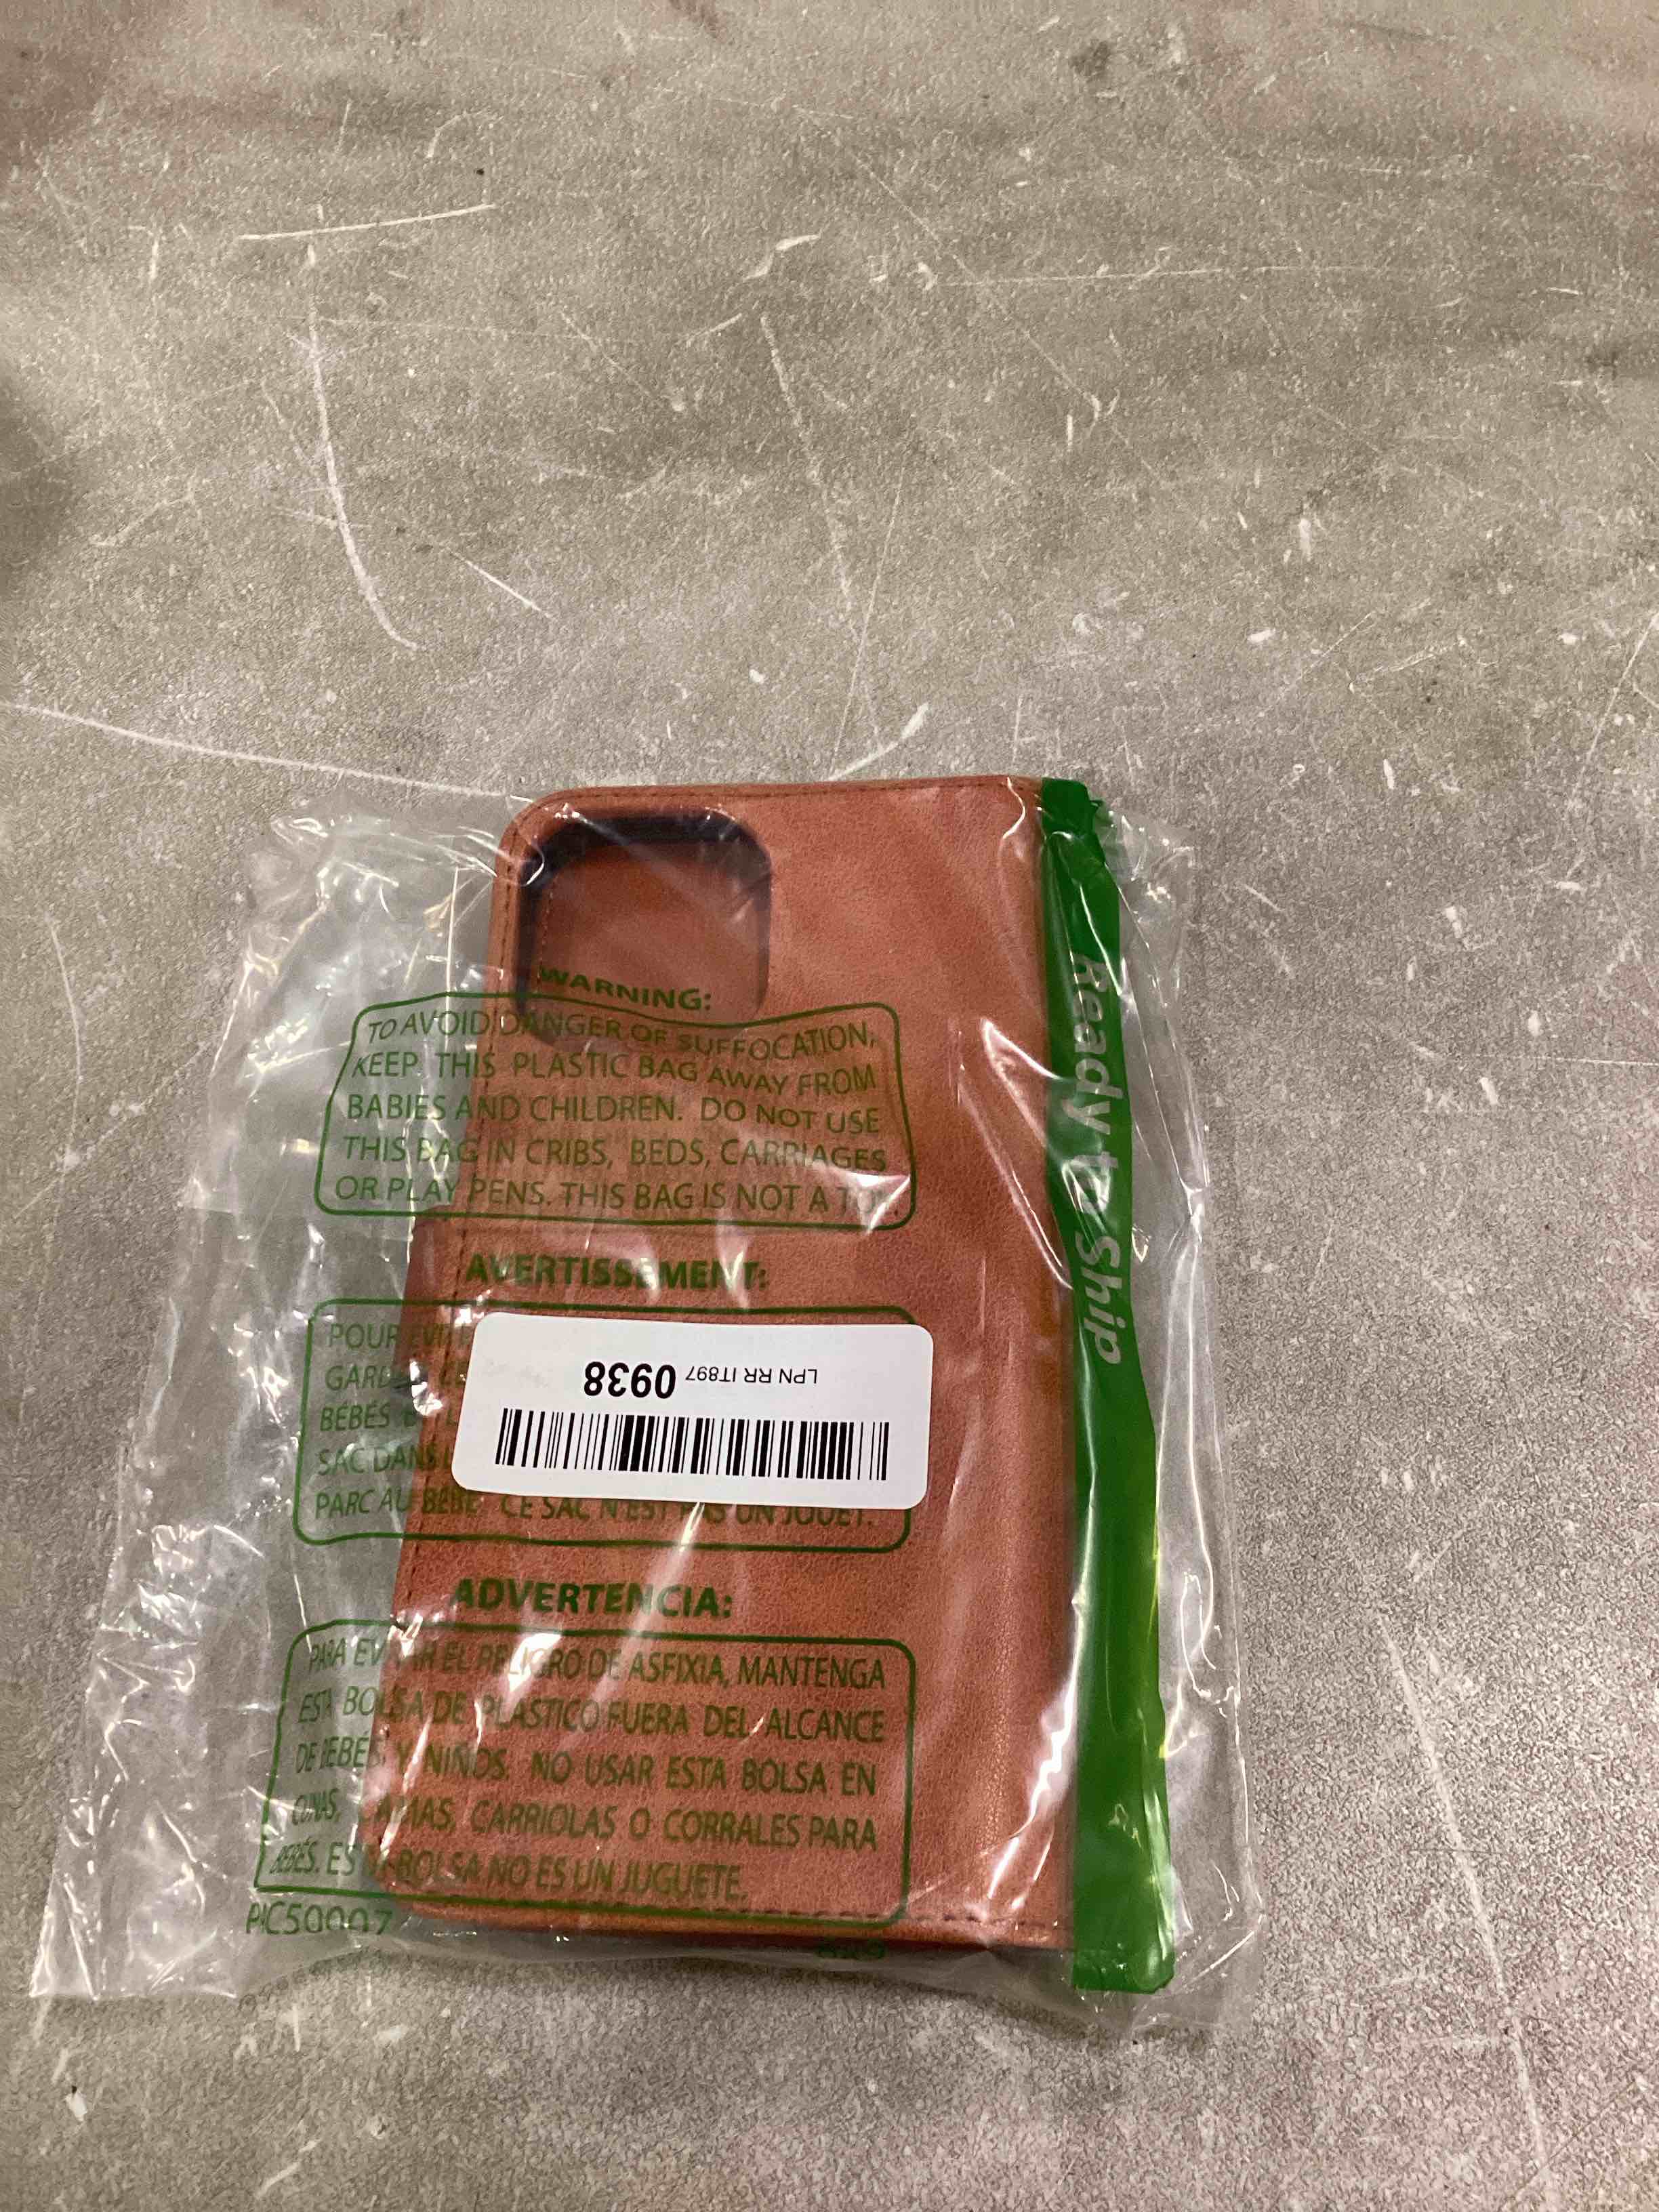 WARNING:
TO AVOID DANGER OF SUFFOCATION,
KEEP THIS PLASTIC BAG AWAY FROM
BABIES AND CHILDREN. DO NOT USE
THIS BAG IN CRIBS, BEDS, CARRIAGES
OR PLAY PENS. THIS BAG IS NOT A
AVERTISSEMENT:
POUR
BÉBÉS
SAC DANS
PARC AU BÉBÉ. CE SAC N'EST PAS UN JOUET.
LPN RR IT897 0938
ADVERTENCIA:
PARA EVITAR EL PELIGRO DE ASFIXIA, MANTENGA
ESTA BOLSA DE PLASTICO FUERA DEL ALCANCE
DE BEBES Y NIÑOS. NO USAR ESTA BOLSA EN
CUNAS, CAMAS, CARRIOLAS O CORRALES PARA
BEBÉS. ESTA BOLSA NO ES UN JUGUETE.
PIC50007
Ready to Ship